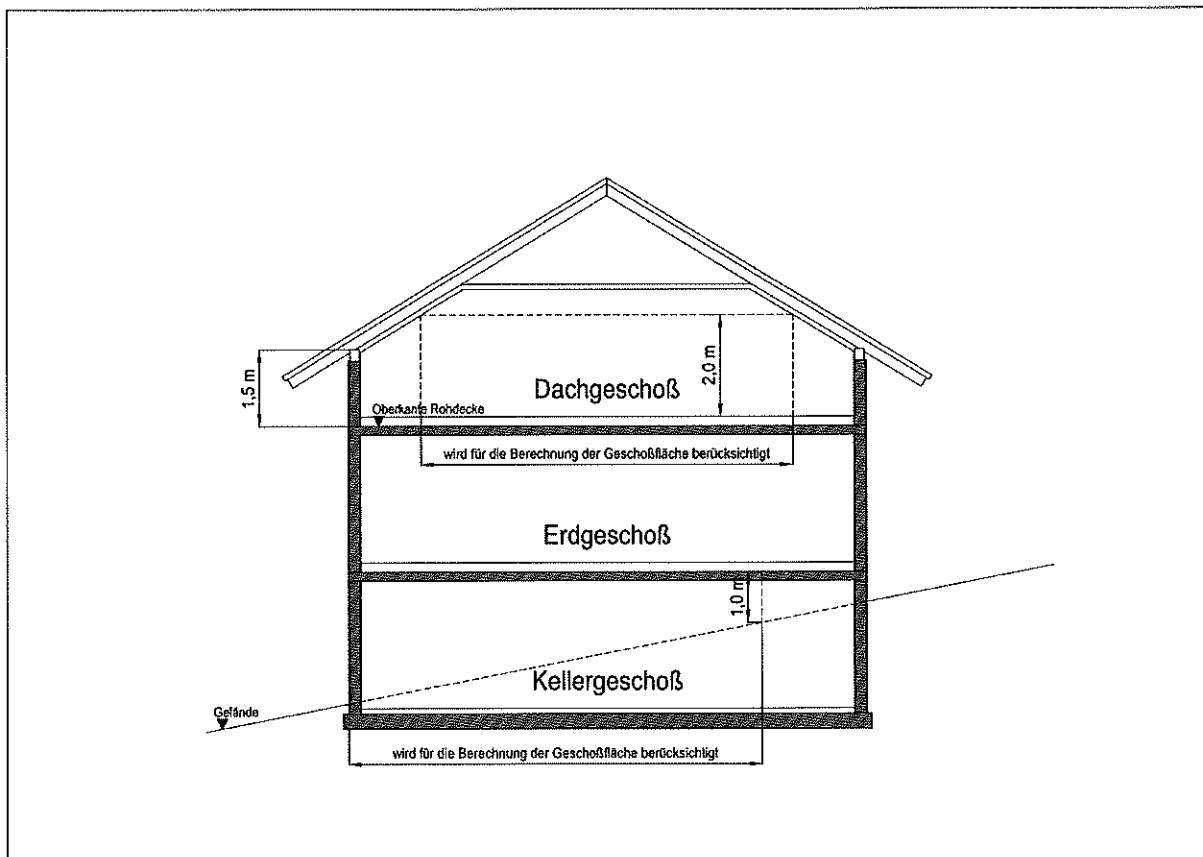 1,5 m
2,0 m
Dachgeschoß
Oberkante Rohdecke
wird für die Berechnung der Geschoßfläche berücksichtigt
Erdgeschoß
1,0 m
Kellergeschoß
Gelände
wird für die Berechnung der Geschoßfläche berücksichtigt